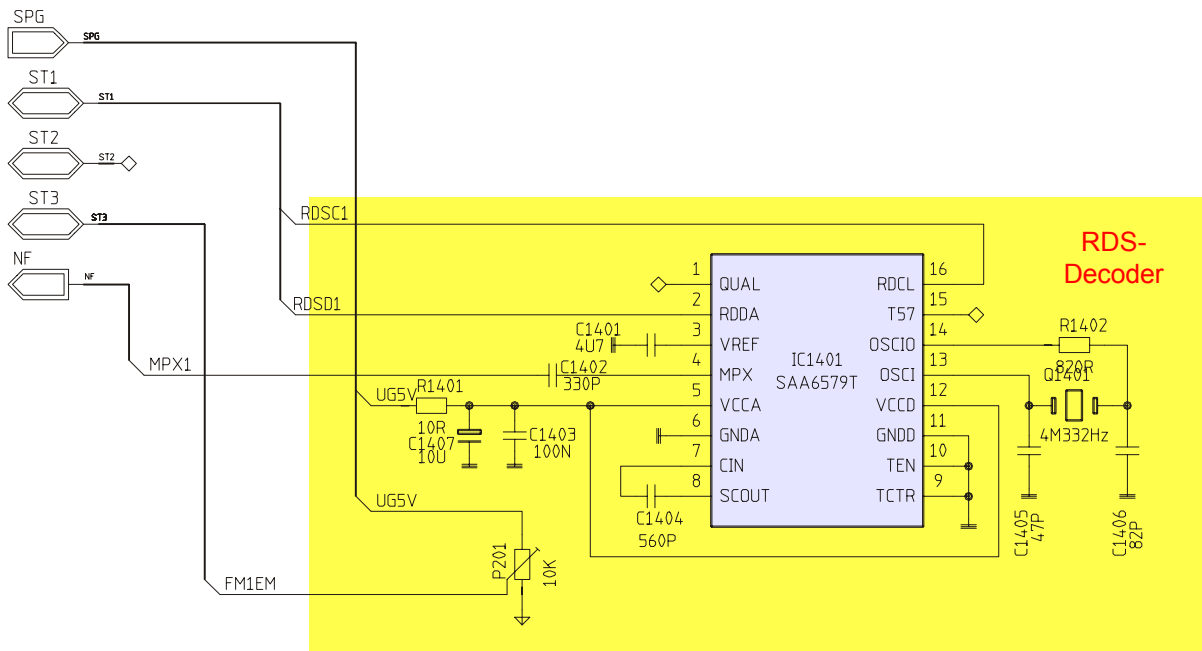 SPG
SPG
ST1
ST1
ST2
ST2
ST3
ST3
NF
NF
RDSC1
RDSD1
MPX1
UG5V
UG5V
FM1EM
RDS-
Decoder
1
QUAL
2
RDDA
3
VREF
4
MPX
5
VCCA
6
GNDA
7
CIN
8
SCOUT
16
RDCL
15
T57
14
OSCIO
13
OSCI
12
VCCD
11
GNDD
10
TEN
9
TCTR
IC1401
SAA6579T
C1401
4U7
C1402
330P
R1401
10R
C1407
10U
C1403
100N
C1404
560P
P201
10K
R1402
820R
Q1401
4M332Hz
C1405
47P
C1406
82P